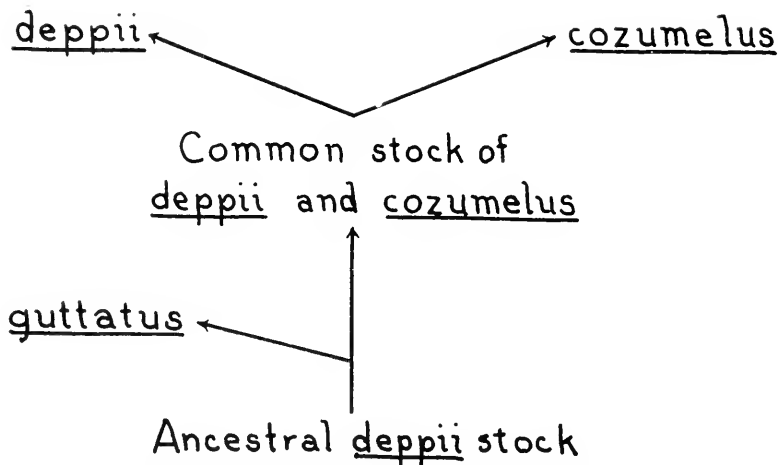 deppii
cozumelus
Common stock of
deppii and cozumelus
guttatus
Ancestral deppii stock